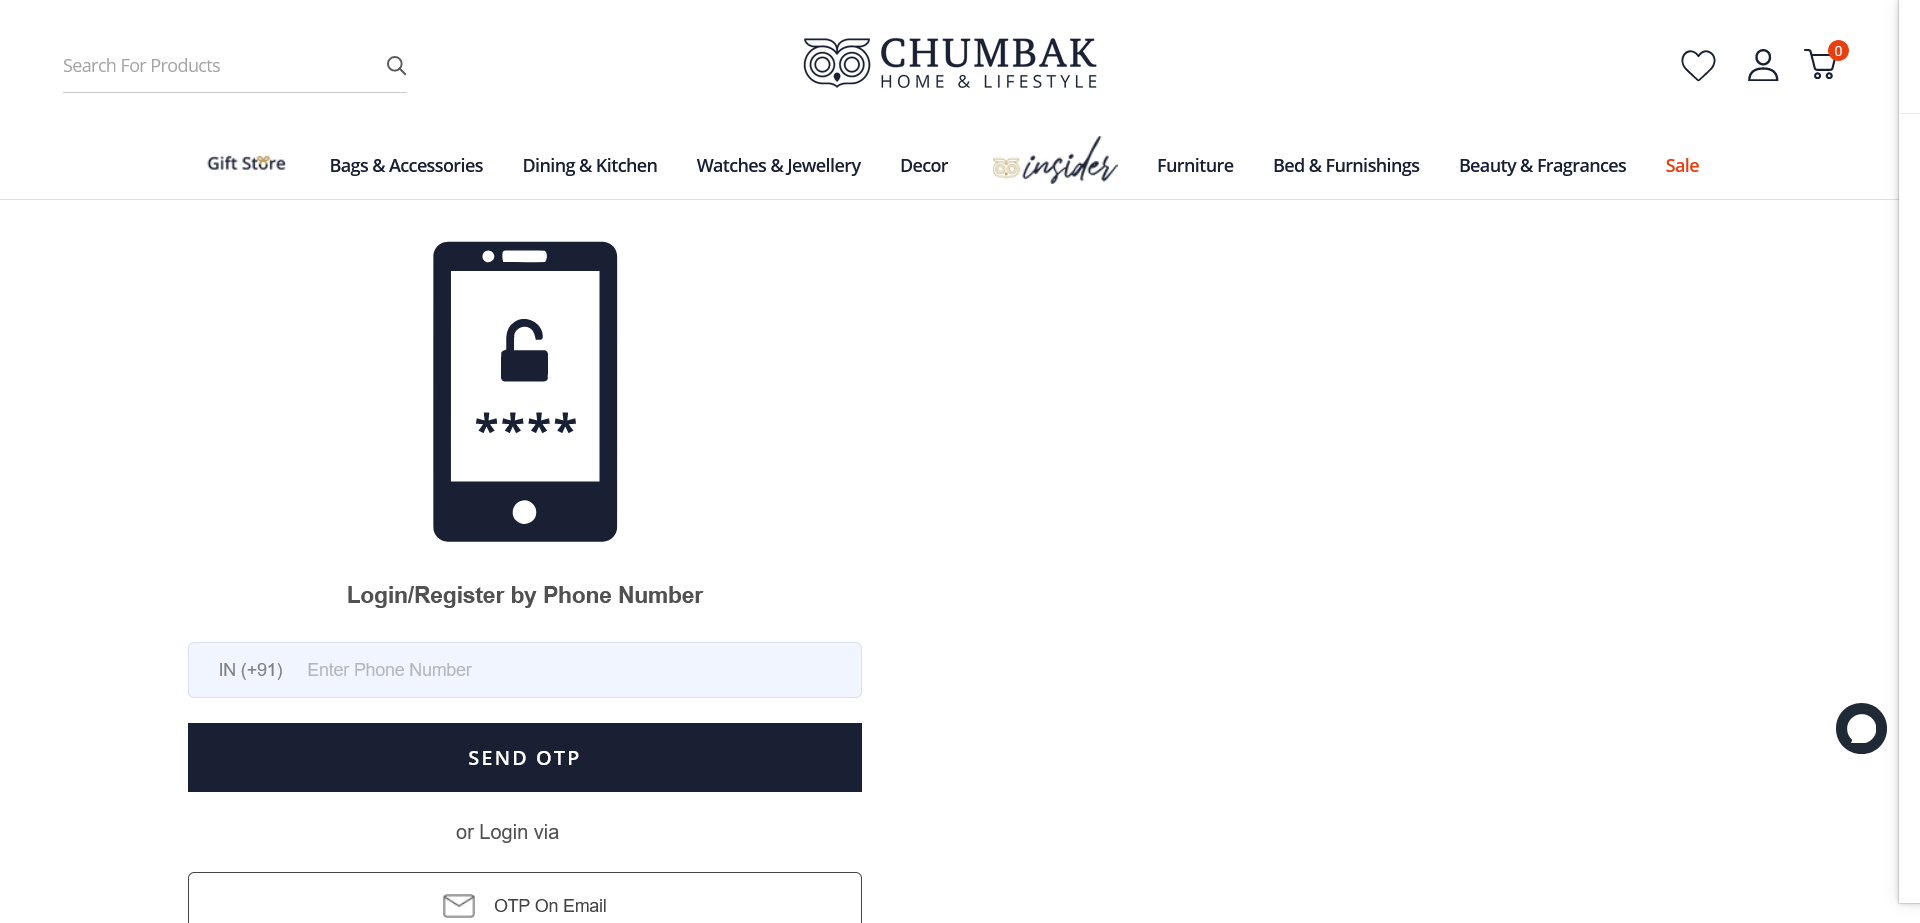 Search For Products
CHUMBAK
HOME & LIFESTYLE
0
Gift Store
Bags & Accessories
Dining & Kitchen
Watches & Jewellery
Decor
insider
Furniture
Bed & Furnishings
Beauty & Fragrances
Sale
****
Login/Register by Phone Number
IN (+91) Enter Phone Number
SEND OTP
or Login via
OTP On Email